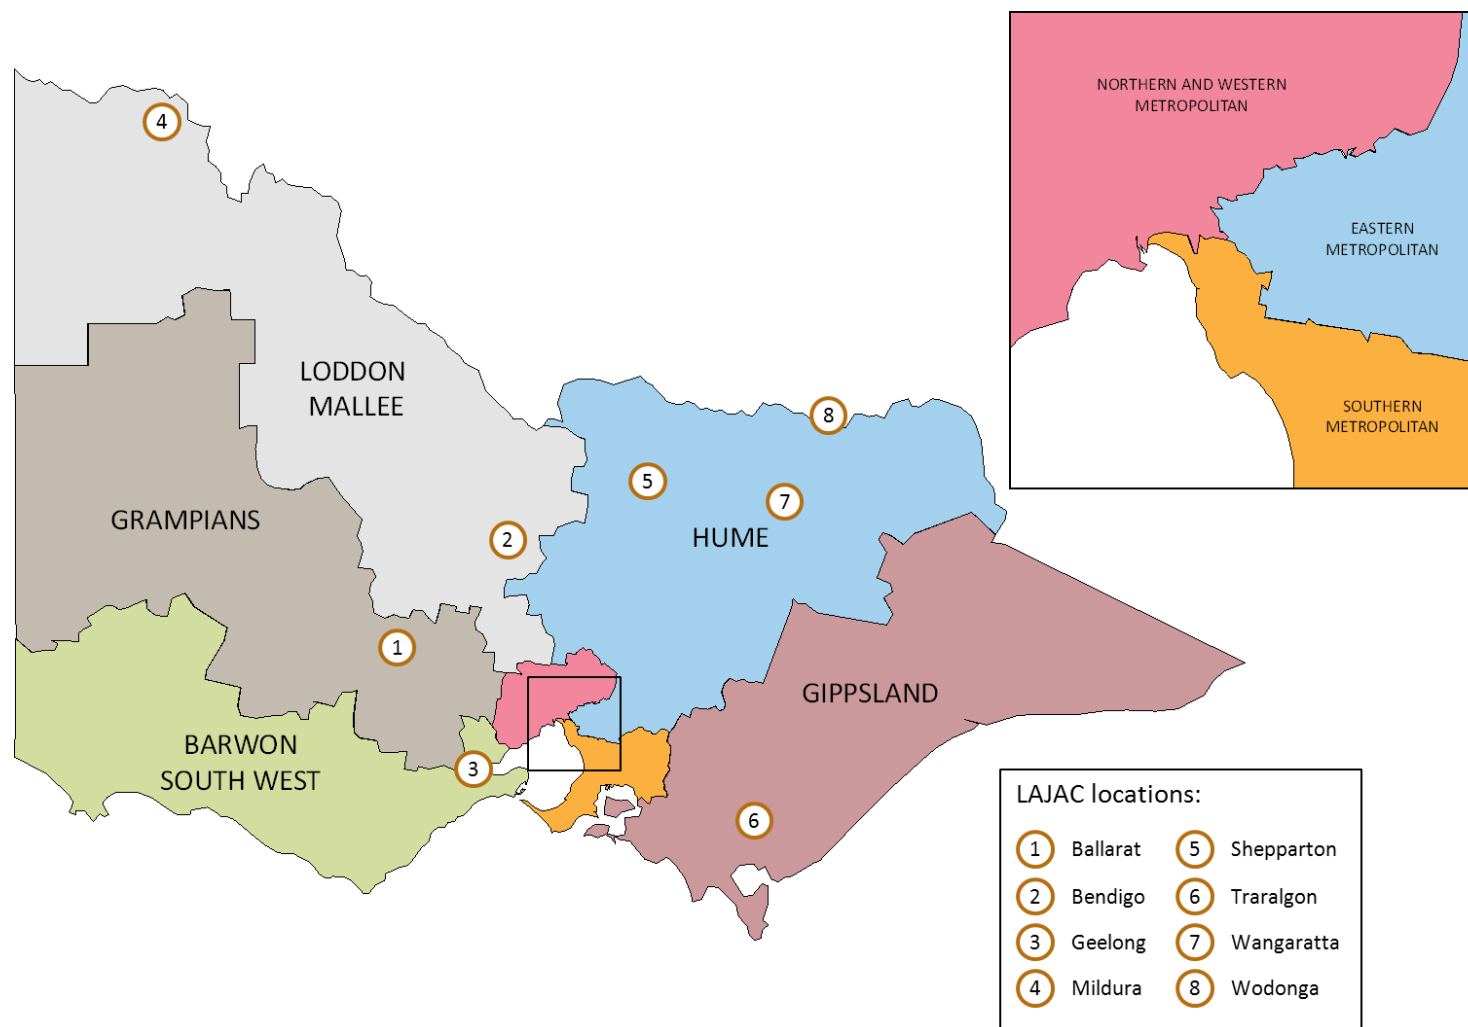 NORTHERN AND WESTERN
METROPOLITAN
EASTERN
METROPOLITAN
SOUTHERN
METROPOLITAN
4
LODDON
MALLEE
8
5
7
GRAMPIANS
2
HUME
1
GIPPSLAND
BARWON
SOUTH WEST
3
6
LAJAC locations:
1 Ballarat
2 Bendigo
3 Geelong
4 Mildura
5 Shepparton
6 Traralgon
7 Wangaratta
8 Wodonga